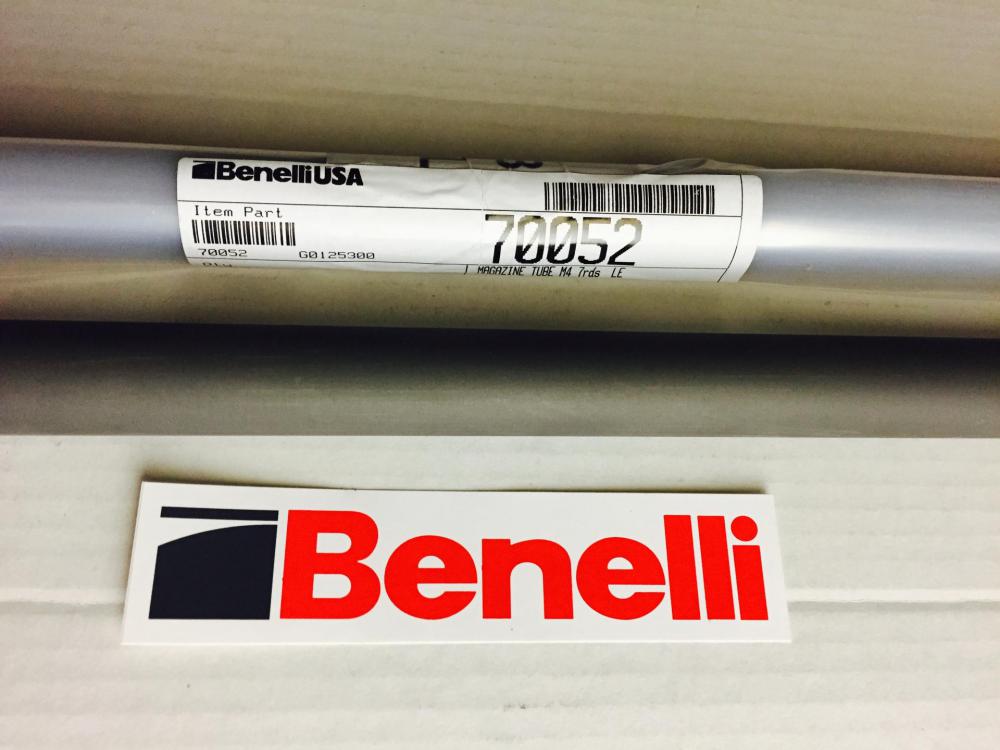 BenelliUSA
Item Part
70052
70052 G0125300
MAGAZINE TUBE M4 7rds LE
Benelli